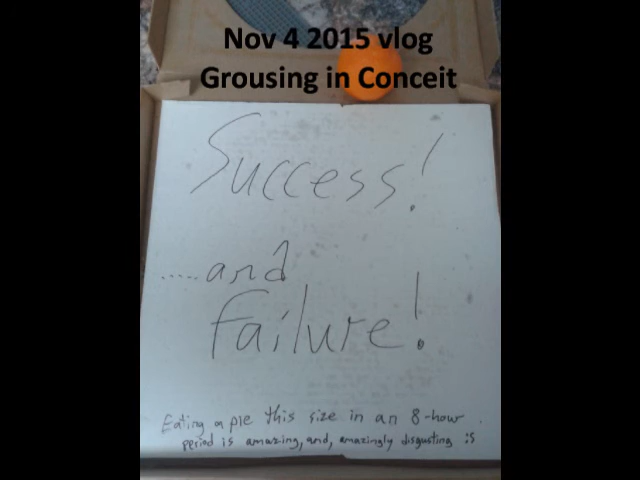 Nov 4 2015 vlog
Grousing in Conceit
Success!
.....and
Failure!
Eating a pie this size in an 8-hour
period is amazing, and, amazingly disgusting :S